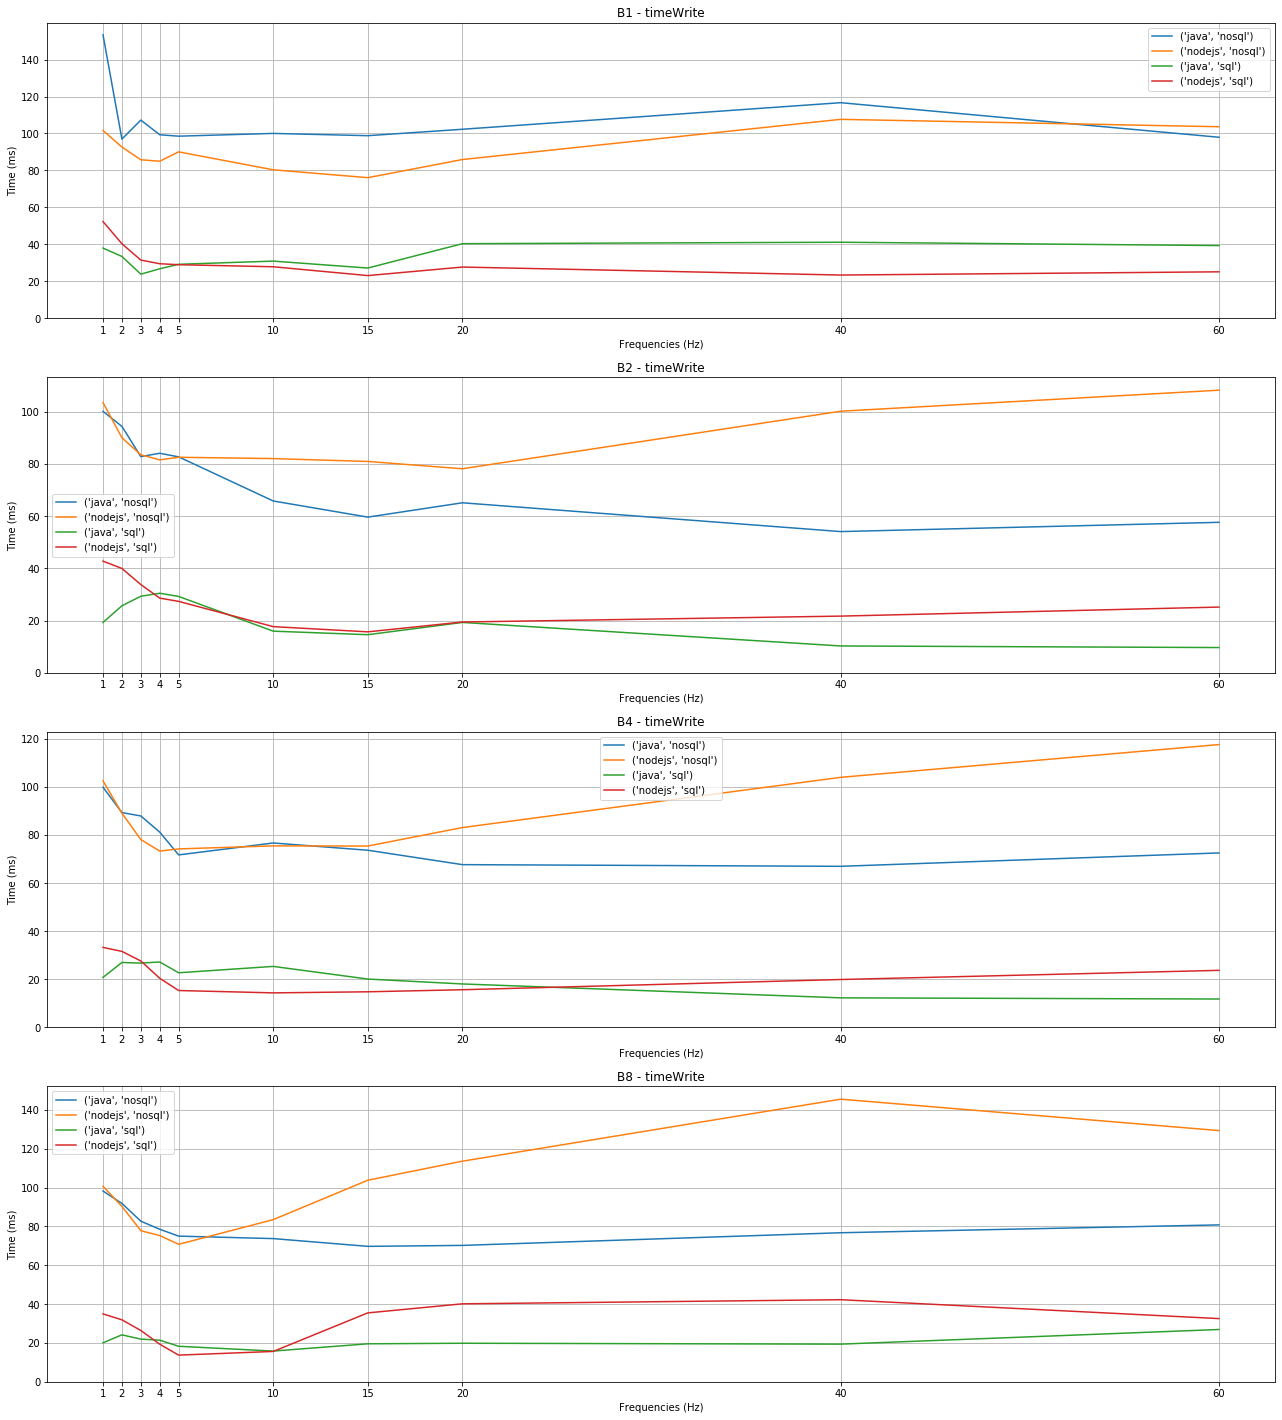 B1 - timeWrite
('java', 'nosql')
('nodejs', 'nosql')
('java', 'sql')
('nodejs', 'sql')
Time (ms)
140
120
100
80
60
40
20
0
1 2 3 4 5 10 15 20 40 60
Frequencies (Hz)
B2 - timeWrite
('java', 'nosql')
('nodejs', 'nosql')
('java', 'sql')
('nodejs', 'sql')
Time (ms)
100
80
60
40
20
0
1 2 3 4 5 10 15 20 40 60
Frequencies (Hz)
B4 - timeWrite
('java', 'nosql')
('nodejs', 'nosql')
('java', 'sql')
('nodejs', 'sql')
Time (ms)
120
100
80
60
40
20
0
1 2 3 4 5 10 15 20 40 60
Frequencies (Hz)
B8 - timeWrite
('java', 'nosql')
('nodejs', 'nosql')
('java', 'sql')
('nodejs', 'sql')
Time (ms)
140
120
100
80
60
40
20
0
1 2 3 4 5 10 15 20 40 60
Frequencies (Hz)